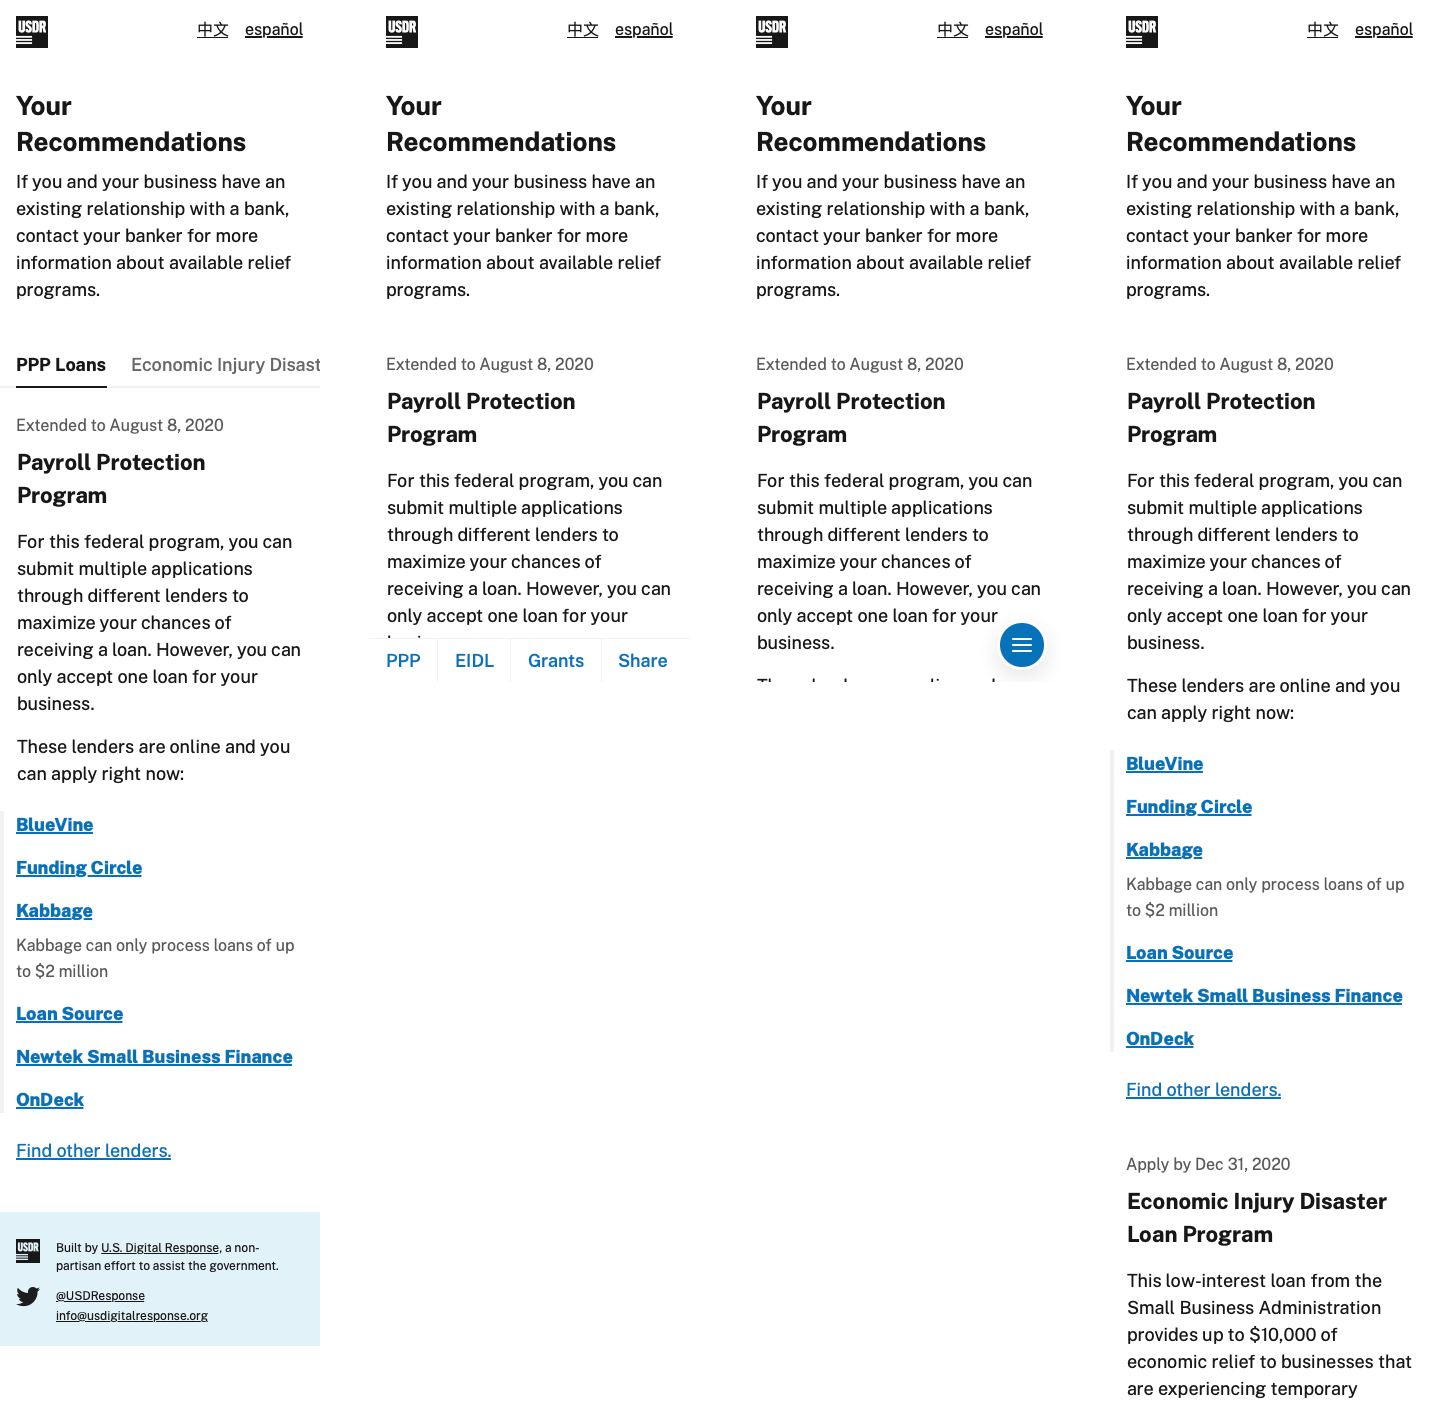 USDR
中文 español
Your
Recommendations
If you and your business have an
existing relationship with a bank,
contact your banker for more
information about available relief
programs.
PPP Loans Economic Injury Disast
Extended to August 8, 2020
Payroll Protection
Program
For this federal program, you can
submit multiple applications
through different lenders to
maximize your chances of
receiving a loan. However, you can
only accept one loan for your
business.
These lenders are online and you
can apply right now:
BlueVine
Funding Circle
Kabbage
Kabbage can only process loans of up
to $2 million
Loan Source
Newtek Small Business Finance
OnDeck
Find other lenders.
USDR
Built by U.S. Digital Response, a non-
partisan effort to assist the government.
@USDResponse
info@usdigitalresponse.org
USDR
中文 español
Your
Recommendations
If you and your business have an
existing relationship with a bank,
contact your banker for more
information about available relief
programs.
Extended to August 8, 2020
Payroll Protection
Program
For this federal program, you can
submit multiple applications
through different lenders to
maximize your chances of
receiving a loan. However, you can
only accept one loan for your
PPP EIDL Grants Share
USDR
中文 español
Your
Recommendations
If you and your business have an
existing relationship with a bank,
contact your banker for more
information about available relief
programs.
Extended to August 8, 2020
Payroll Protection
Program
For this federal program, you can
submit multiple applications
through different lenders to
maximize your chances of
receiving a loan. However, you can
only accept one loan for your
business.
USDR
中文 español
Your
Recommendations
If you and your business have an
existing relationship with a bank,
contact your banker for more
information about available relief
programs.
Extended to August 8, 2020
Payroll Protection
Program
For this federal program, you can
submit multiple applications
through different lenders to
maximize your chances of
receiving a loan. However, you can
only accept one loan for your
business.
These lenders are online and you
can apply right now:
BlueVine
Funding Circle
Kabbage
Kabbage can only process loans of up
to $2 million
Loan Source
Newtek Small Business Finance
OnDeck
Find other lenders.
Apply by Dec 31, 2020
Economic Injury Disaster
Loan Program
This low-interest loan from the
Small Business Administration
provides up to $10,000 of
economic relief to businesses that
are experiencing temporary